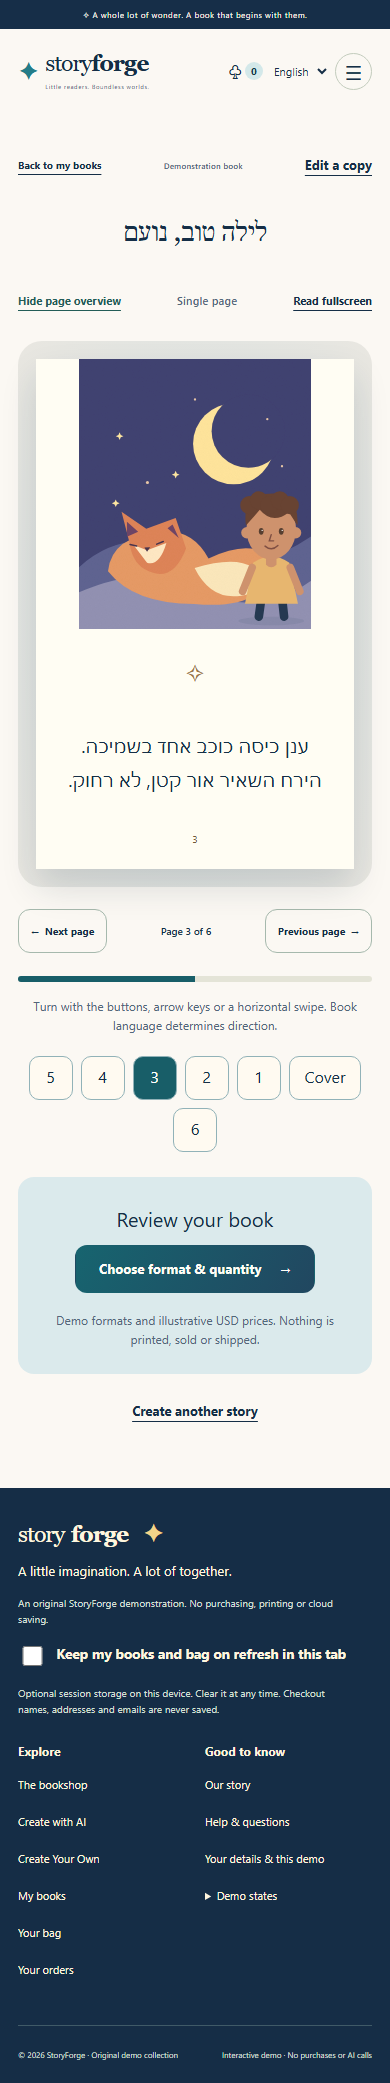 ✧ A whole lot of wonder. A book that begins with them.
storyforge
Little readers. Boundless worlds.
0
English
Back to my books
Demonstration book
Edit a copy
לילה טוב, נועם
Hide page overview
Single page
Read fullscreen
ענן כיסה כוכב אחד בשמיכה.
הירח השאיר אור קטן, לא רחוק.
3
← Next page
Page 3 of 6
Previous page →
Turn with the buttons, arrow keys or a horizontal swipe. Book
language determines direction.
5 4 3 2 1 Cover
6
Review your book
Choose format & quantity →
Demo formats and illustrative USD prices. Nothing is
printed, sold or shipped.
Create another story
story forge
A little imagination. A lot of together.
An original StoryForge demonstration. No purchasing, printing or cloud
saving.
Keep my books and bag on refresh in this tab
Optional session storage on this device. Clear it at any time. Checkout
names, addresses and emails are never saved.
Explore
The bookshop
Create with AI
Create Your Own
My books
Your bag
Your orders
Good to know
Our story
Help & questions
Your details & this demo
▶ Demo states
© 2026 StoryForge · Original demo collection
Interactive demo · No purchases or AI calls